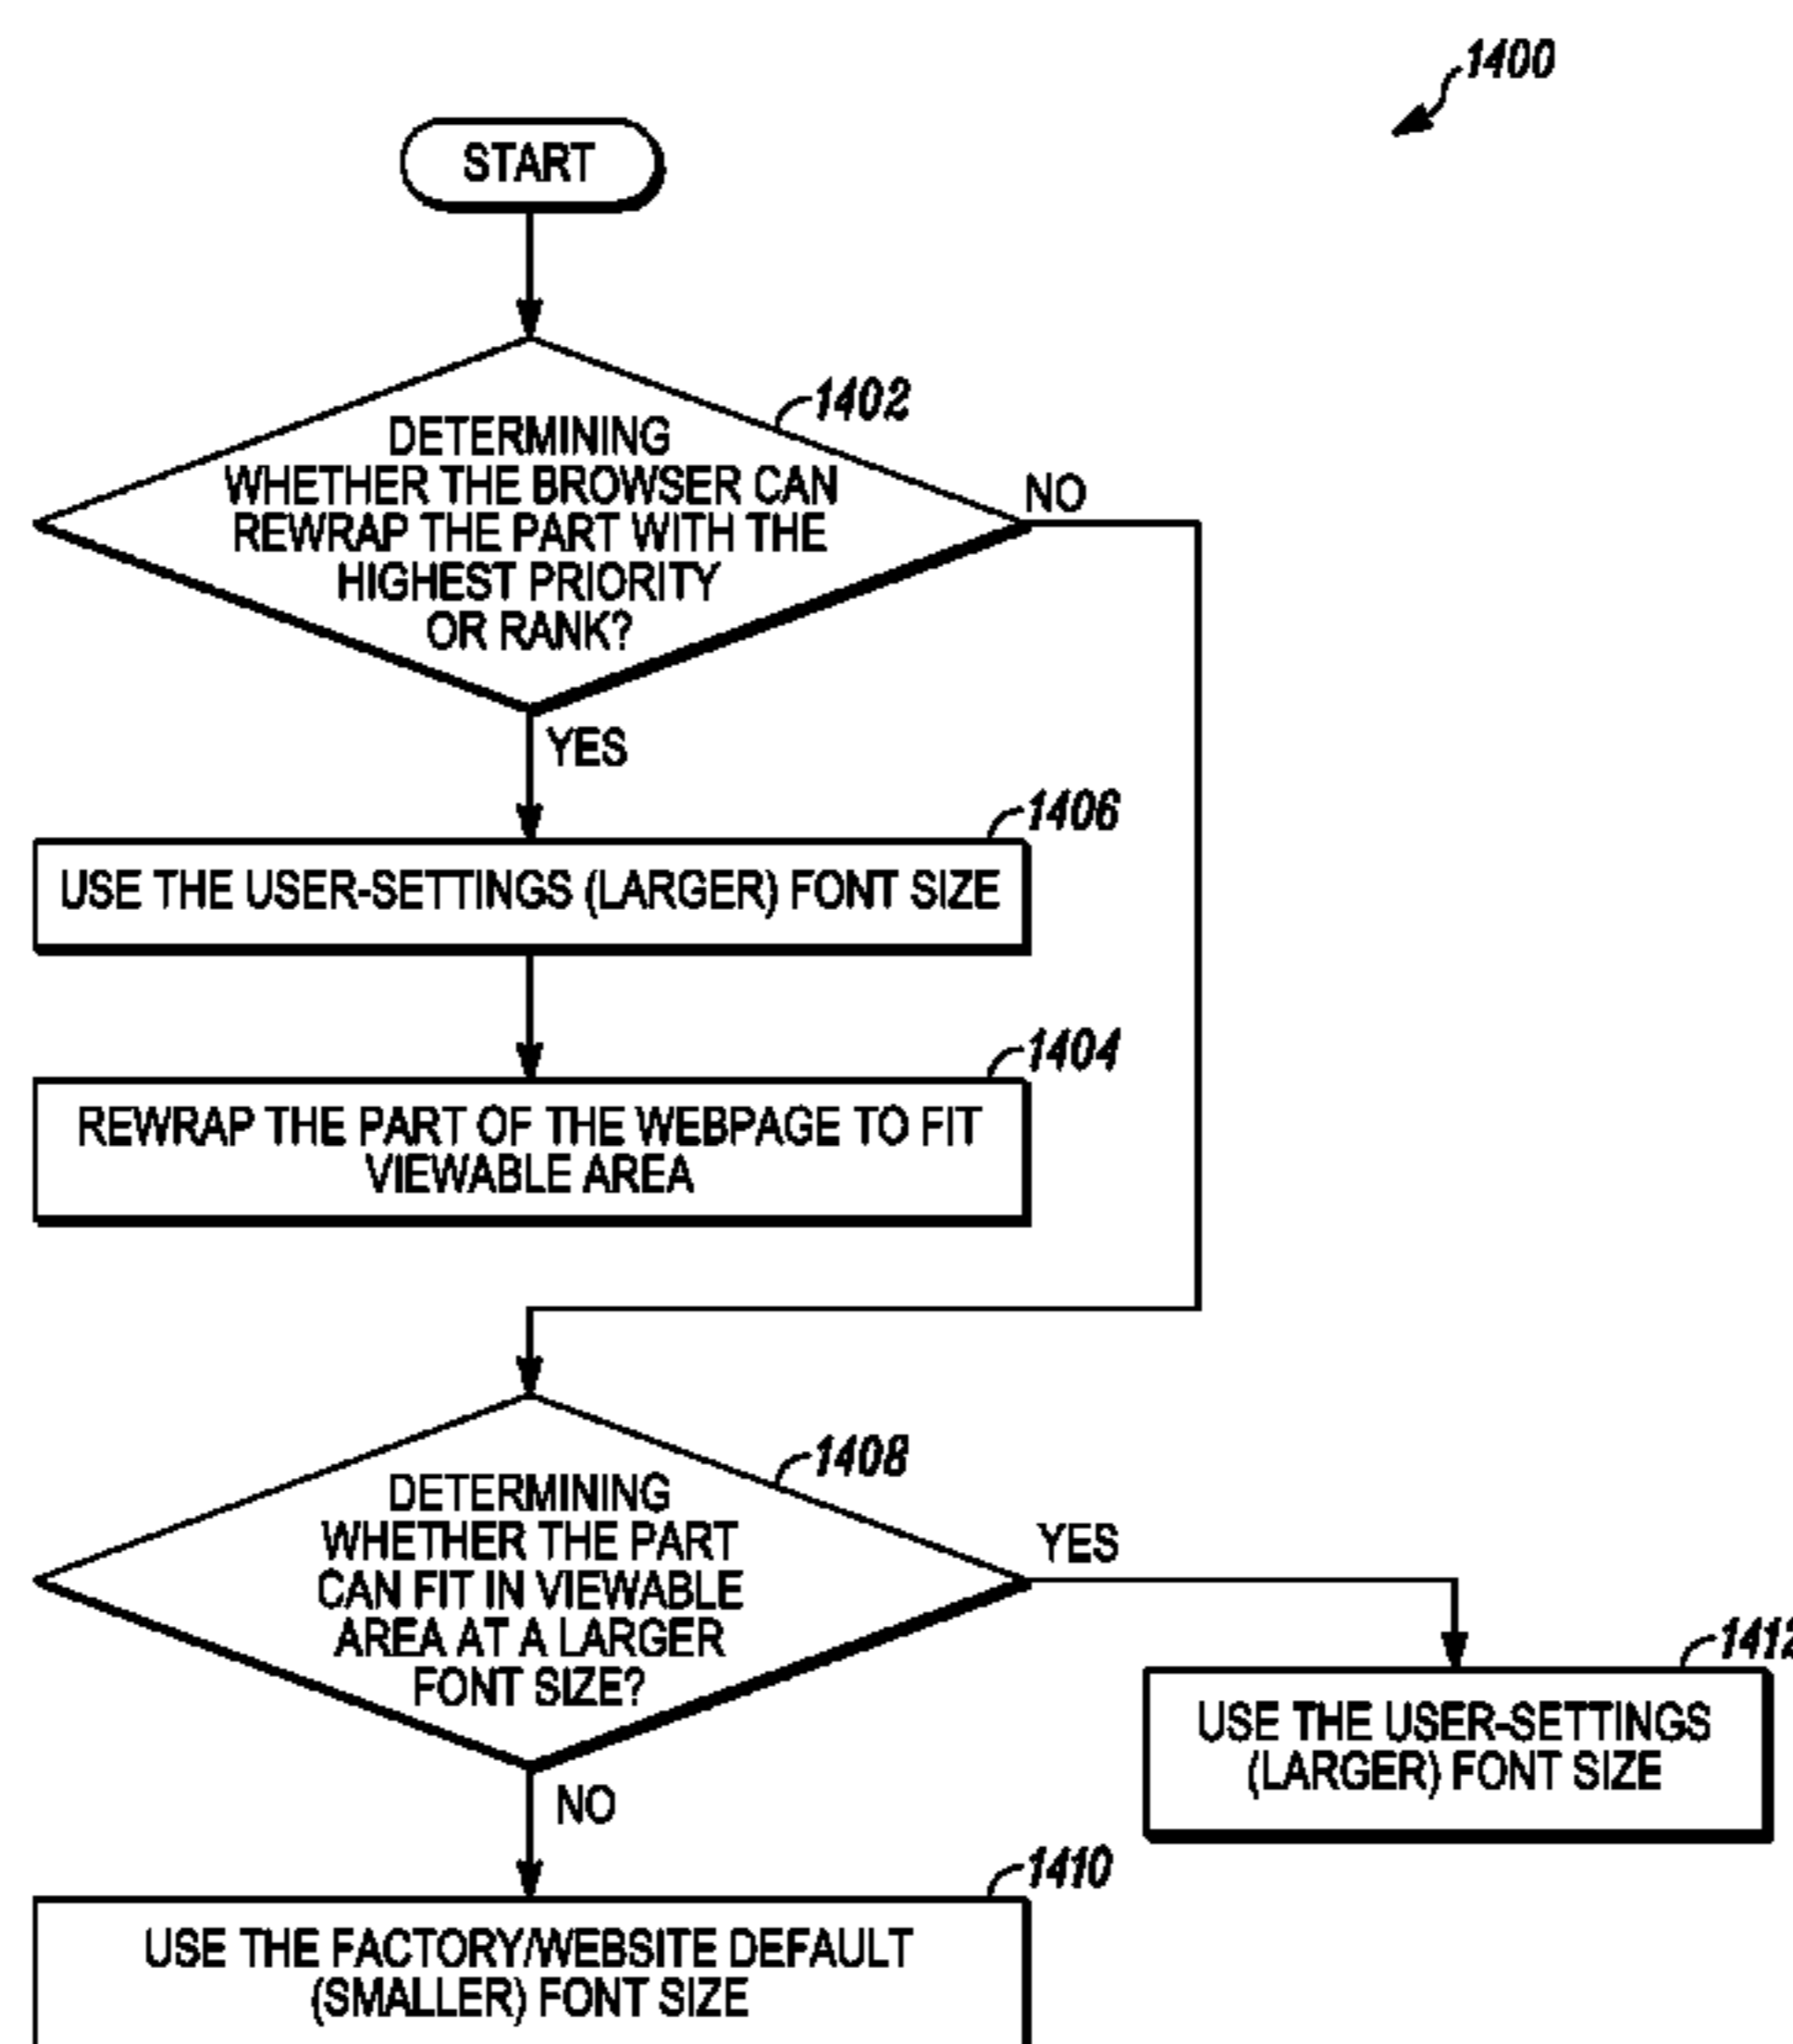 1400
START
1402
DETERMINING
WHETHER THE BROWSER CAN
REWRAP THE PART WITH THE
HIGHEST PRIORITY
OR RANK?
NO
YES
1406
USE THE USER-SETTINGS (LARGER) FONT SIZE
1404
REWRAP THE PART OF THE WEBPAGE TO FIT
VIEWABLE AREA
1408
DETERMINING
WHETHER THE PART
CAN FIT IN VIEWABLE
AREA AT A LARGER
FONT SIZE?
YES
1412
USE THE USER-SETTINGS
(LARGER) FONT SIZE
NO
1410
USE THE FACTORY/WEBSITE DEFAULT
(SMALLER) FONT SIZE